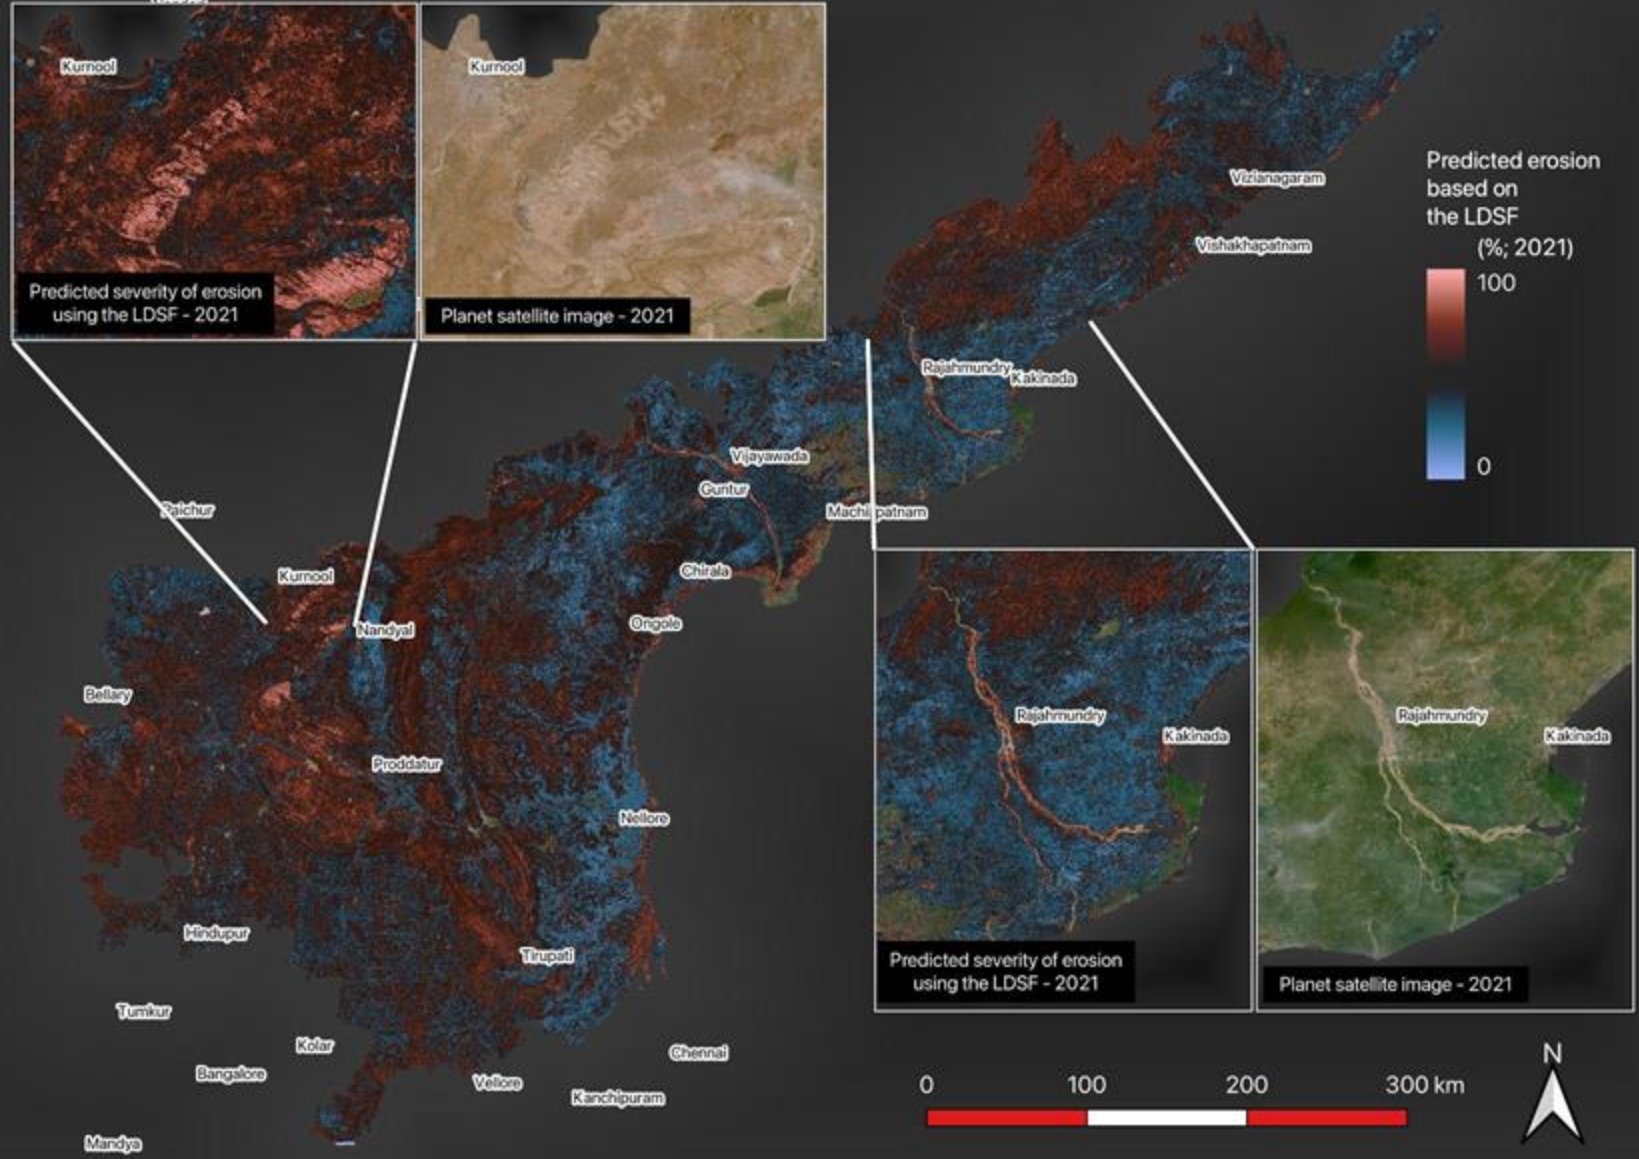 Kurnool
Predicted severity of erosion
using the LDSF - 2021
Kurnool
Planet satellite image - 2021
Predicted erosion
based on
the LDSF
(%; 2021)
100
0
Vizianagaram
Vishakhapatnam
Rajahmundry
Kakinada
Vijayawada
Guntur
Chirala
Ongole
Kurnool
Nandyal
Bellary
Proddatur
Nellore
Hindupur
Tirupati
Tumkur
Kolar
Bangalore
Vellore
Chennai
Kanchipuram
Mandya
Rajahmundry
Kakinada
Predicted severity of erosion
using the LDSF - 2021
Rajahmundry
Kakinada
Planet satellite image - 2021
0
100
200
300 km
N